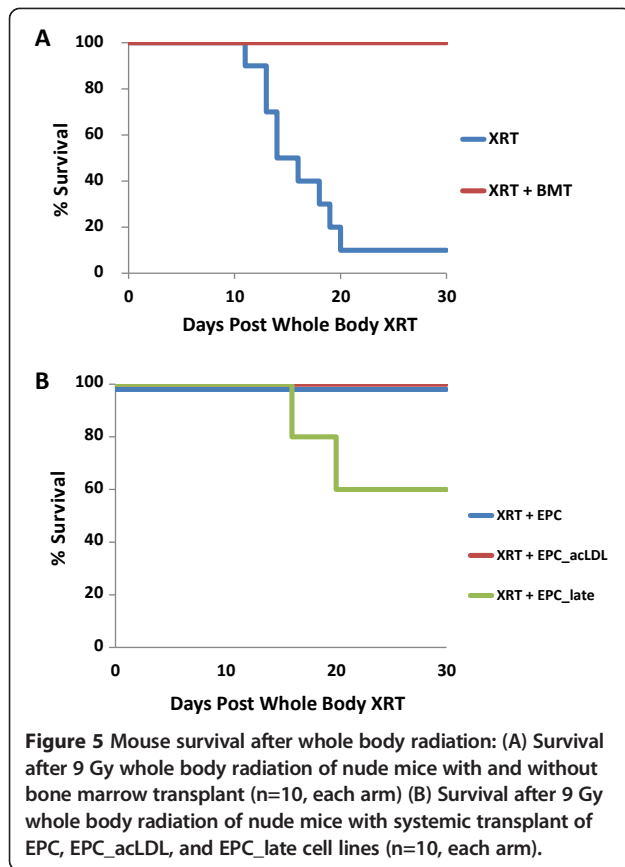 A
100
80
60
40
20
0
% Survival
0 10 20 30
Days Post Whole Body XRT
XRT
XRT + BMT
B
100
80
60
40
20
0
% Survival
0 10 20 30
Days Post Whole Body XRT
XRT + EPC
XRT + EPC_acLDL
XRT + EPC_late
Figure 5 Mouse survival after whole body radiation: (A) Survival
after 9 Gy whole body radiation of nude mice with and without
bone marrow transplant (n=10, each arm) (B) Survival after 9 Gy
whole body radiation of nude mice with systemic transplant of
EPC, EPC_acLDL, and EPC_late cell lines (n=10, each arm).